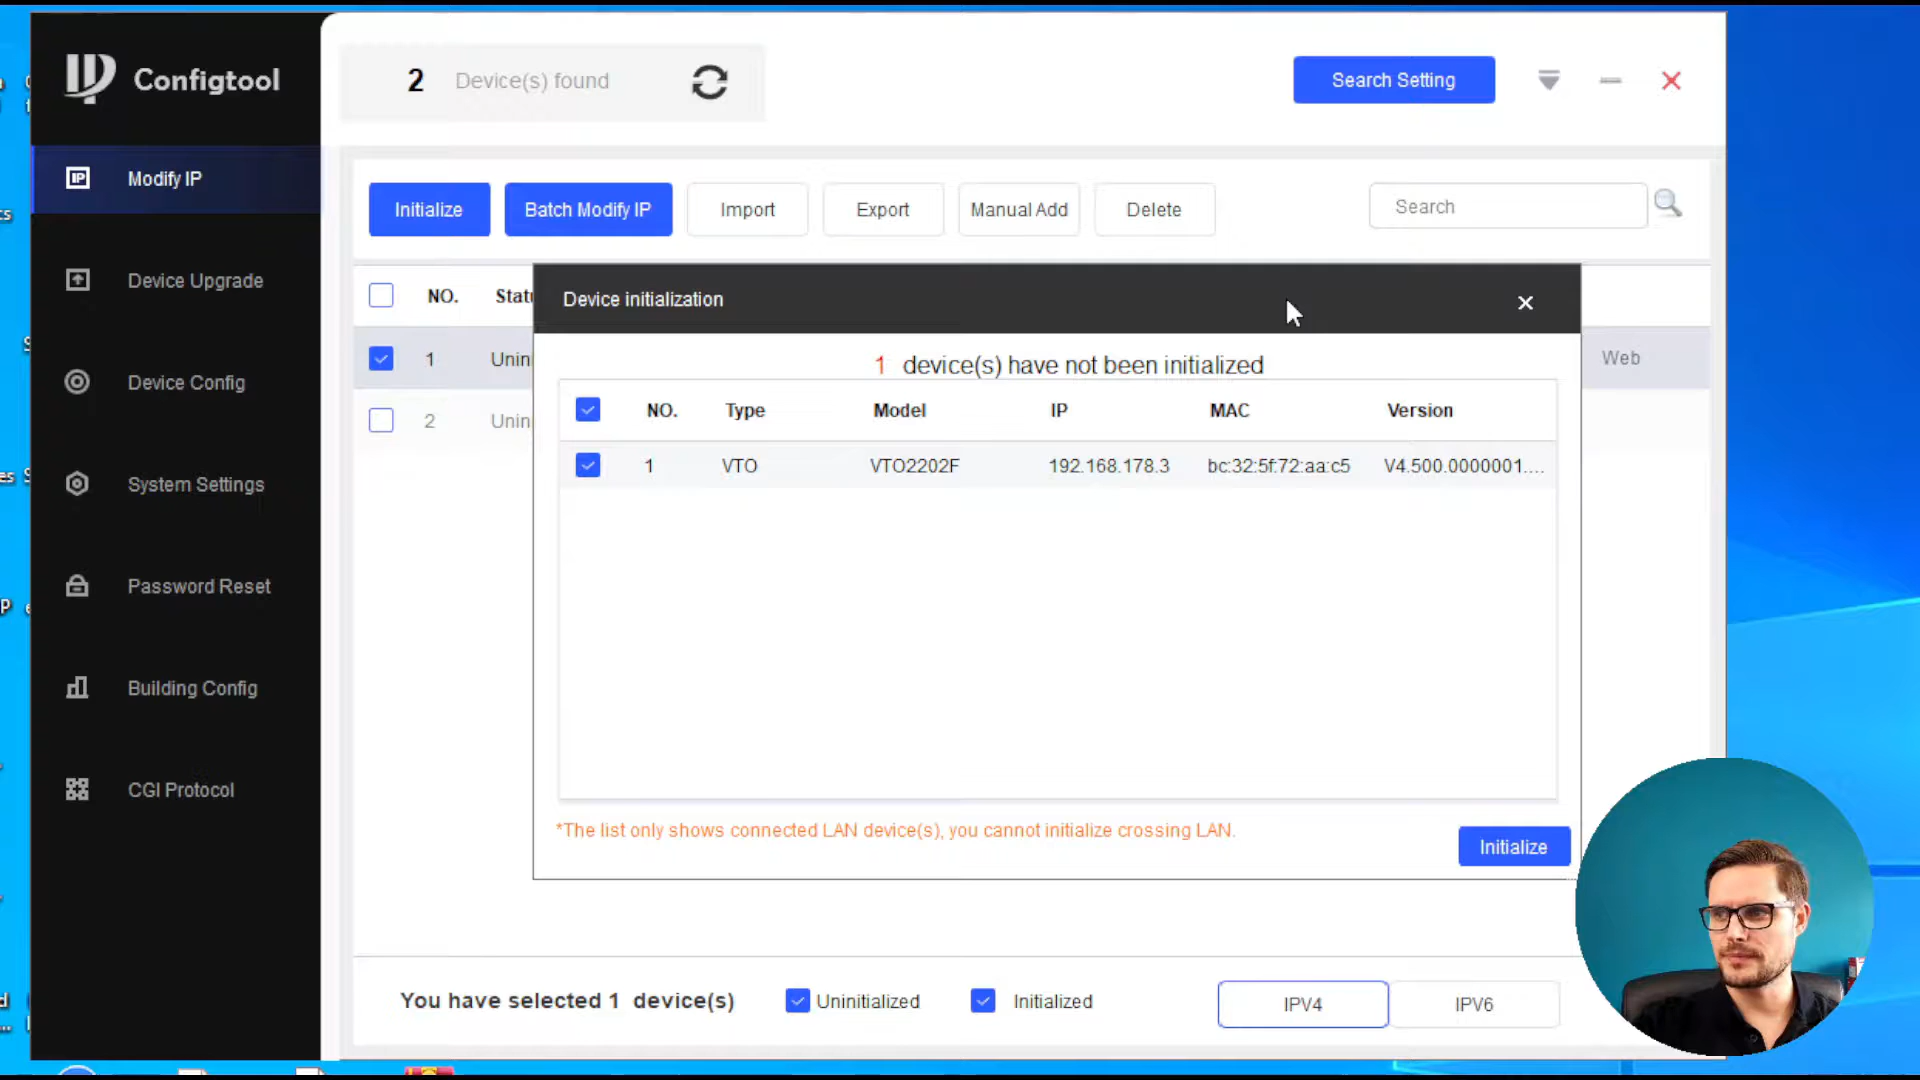 Configtool
2 Device(s) found
Search Setting
Modify IP
Initialize
Batch Modify IP
Import
Export
Manual Add
Delete
Search
Device Upgrade
NO.
Device initialization
1
Web
2
1 device(s) have not been initialized
NO. Type Model IP MAC Version
1 VTO VTO2202F 192.168.178.3 bc:32:5f:72:aa:c5 V4.500.0000001....
Device Config
System Settings
Password Reset
Building Config
CGI Protocol
*The list only shows connected LAN device(s), you cannot initialize crossing LAN.
Initialize
You have selected 1 device(s)
Uninitialized
Initialized
IPV4
IPV6